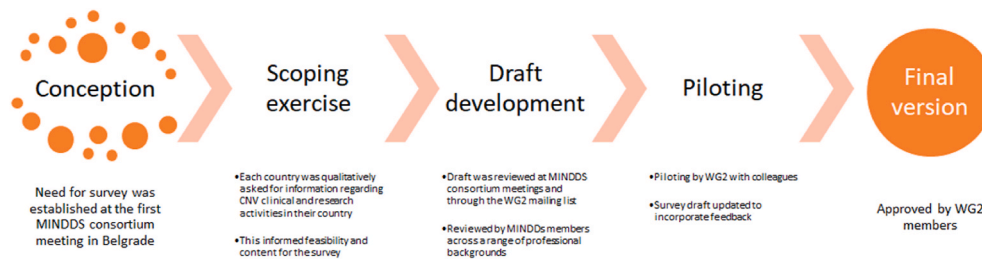 Conception
Need for survey was
established at the first
MINDDS consortium
meeting in Belgrade
Scoping
exercise
•Each country was qualitatively
asked for information regarding
CNV clinical and research
activities in their country
•This informed feasibility and
content for the survey
Draft
development
•Draft was reviewed at MINDDS
consortium meetings and
through the WG2 mailing list
•Reviewed by MINDDs members
across a range of professional
backgrounds
Piloting
•Piloting by WG2 with colleagues
•Survey draft updated to
incorporate feedback
Final
version
Approved by WG2
members